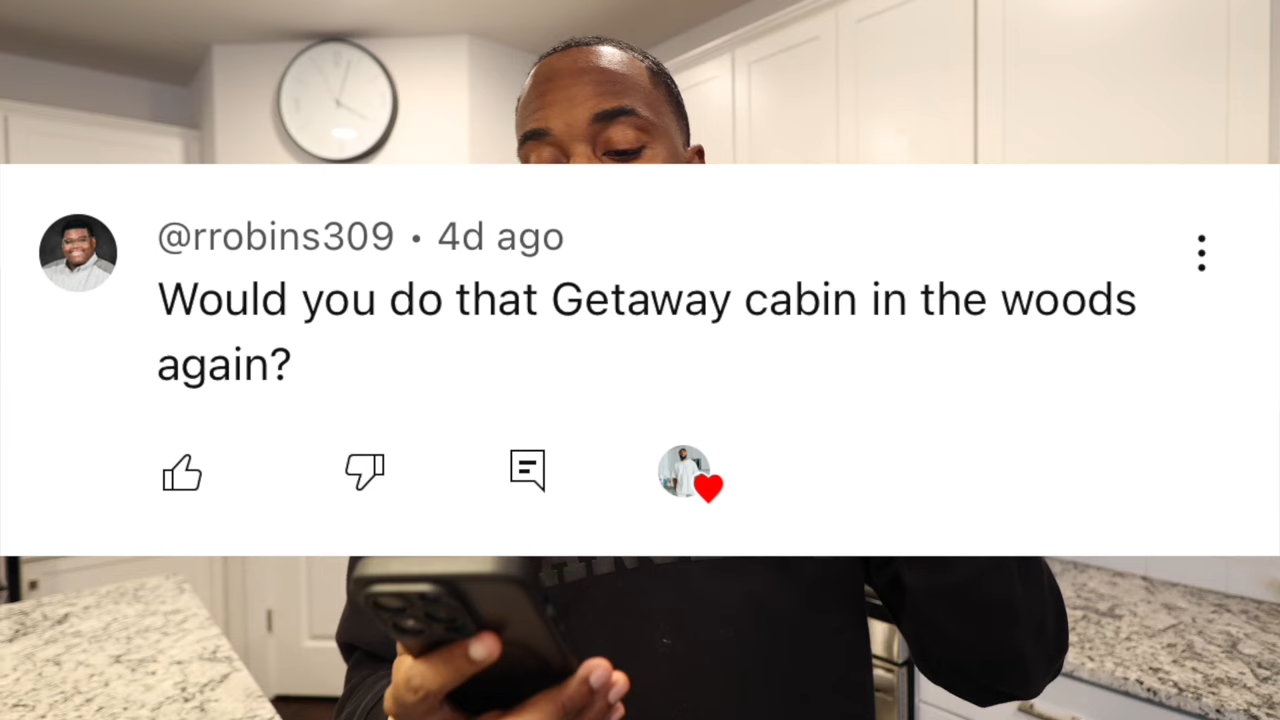 @rrobins309 • 4d ago
Would you do that Getaway cabin in the woods
again?